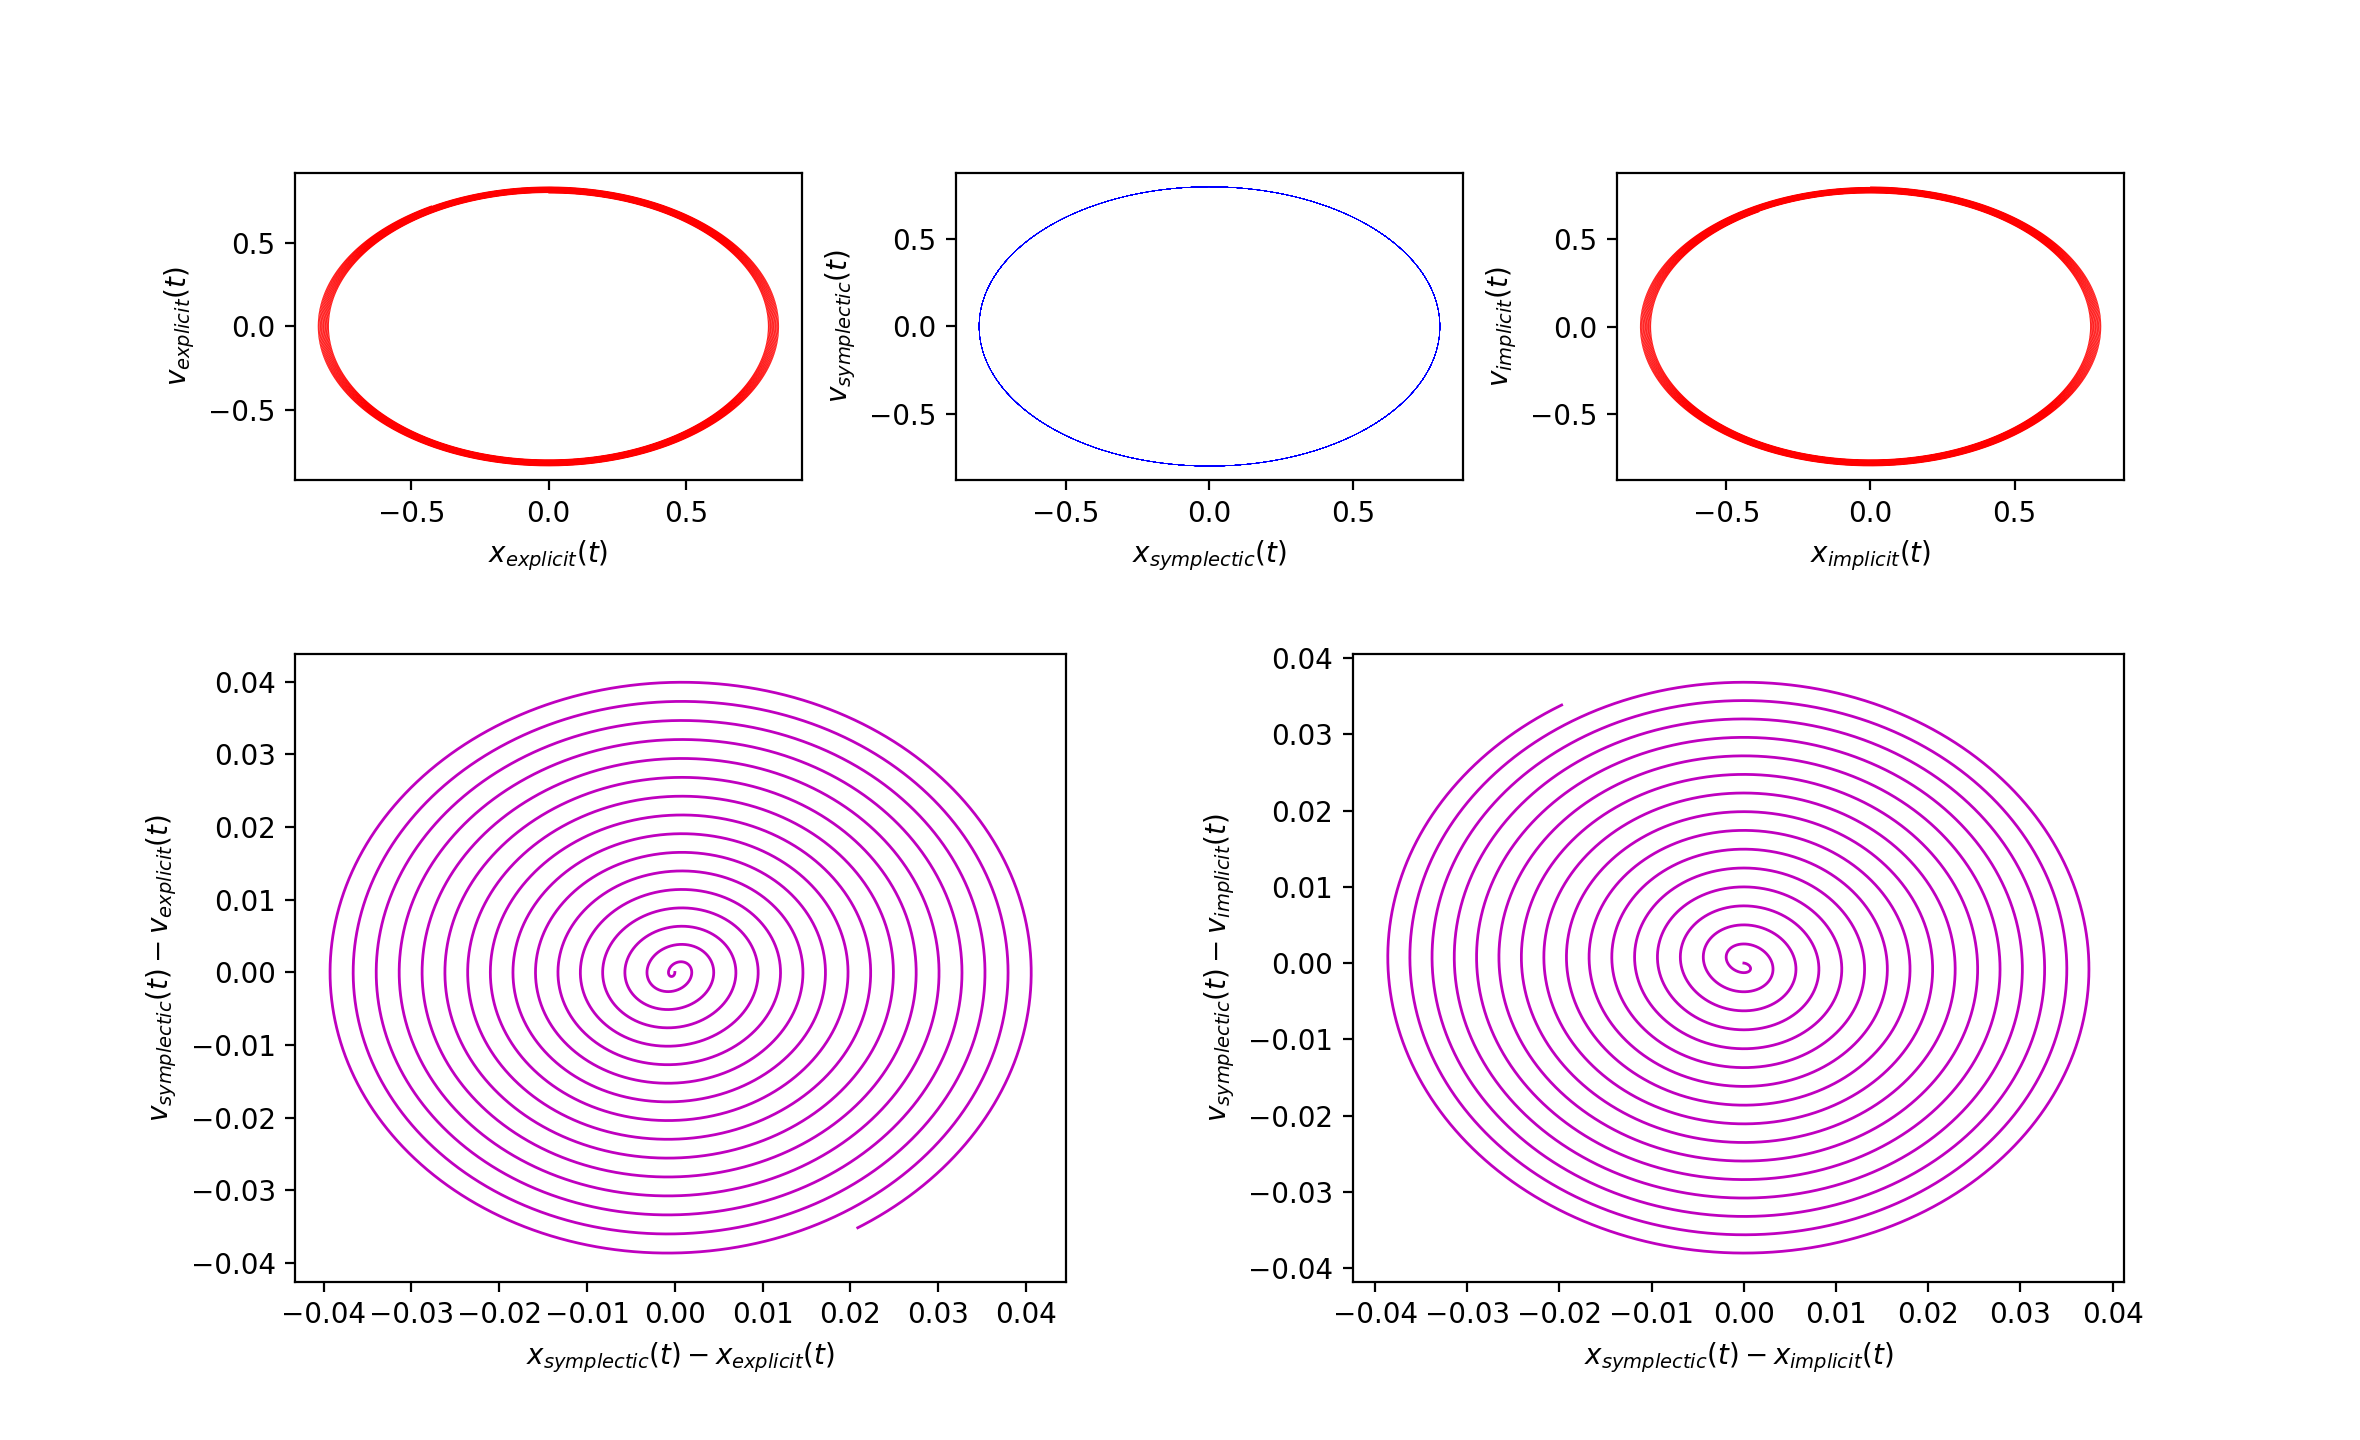 0.5
0.0
−0.5
v_explicit(t)
−0.5 0.0 0.5
x_explicit(t)
0.5
0.0
−0.5
v_symplectic(t)
−0.5 0.0 0.5
x_symplectic(t)
0.5
0.0
−0.5
v_implicit(t)
−0.5 0.0 0.5
x_implicit(t)
0.04
0.03
0.02
0.01
0.00
−0.01
−0.02
−0.03
−0.04
v_symplectic(t) − v_explicit(t)
−0.04 −0.03 −0.02 −0.01 0.00 0.01 0.02 0.03 0.04
x_symplectic(t) − x_explicit(t)
0.04
0.03
0.02
0.01
0.00
−0.01
−0.02
−0.03
−0.04
v_symplectic(t) − v_implicit(t)
−0.04 −0.03 −0.02 −0.01 0.00 0.01 0.02 0.03 0.04
x_symplectic(t) − x_implicit(t)